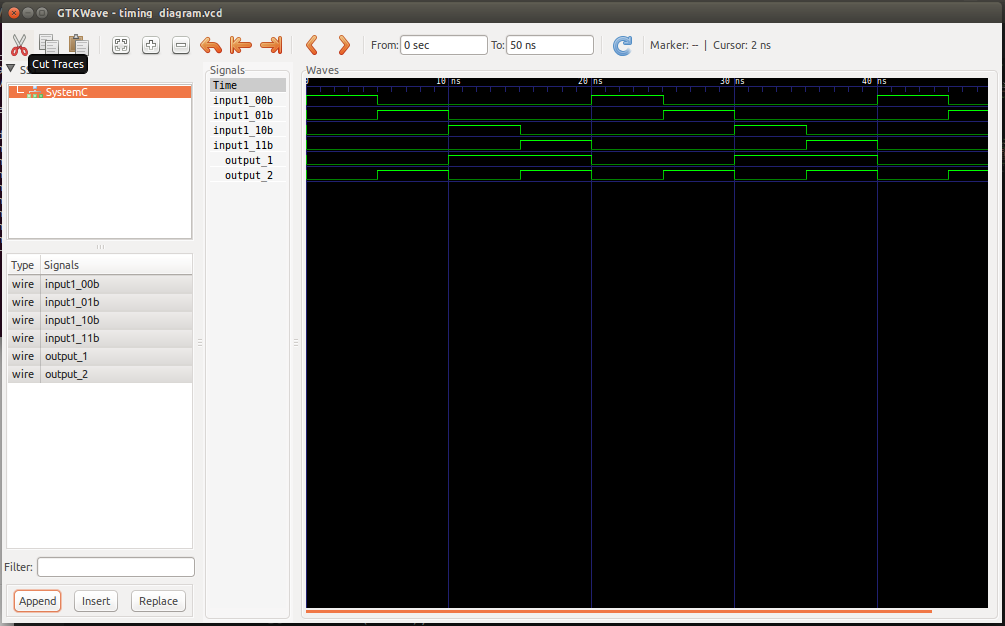 GTKWave - timing_diagram.vcd
From: 0 sec To: 50 ns Marker: -- | Cursor: 2 ns
Cut Traces
SystemC
Type Signals
wire input1_00b
wire input1_01b
wire input1_10b
wire input1_11b
wire output_1
wire output_2
Filter:
Append Insert Replace
Signals
Time
input1_00b
input1_01b
input1_10b
input1_11b
output_1
output_2
Waves
10 ns 20 ns 30 ns 40 ns